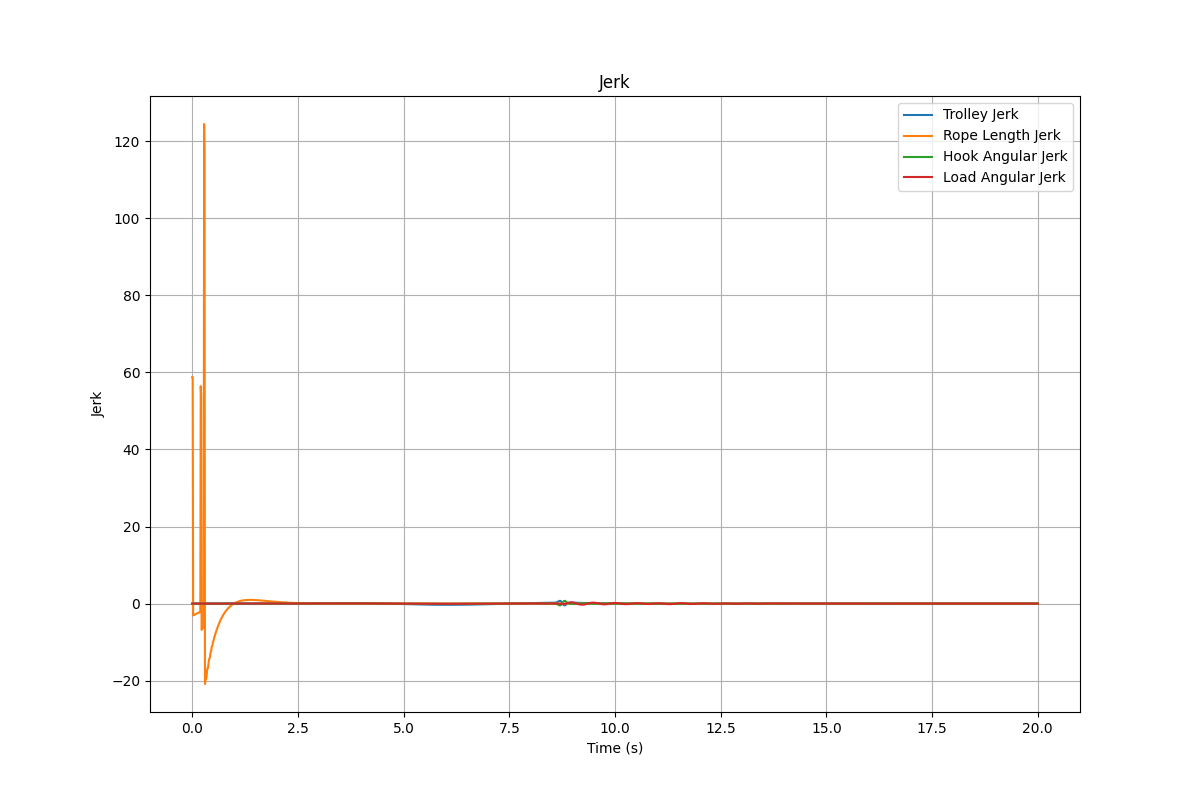 Jerk
Trolley Jerk
Rope Length Jerk
Hook Angular Jerk
Load Angular Jerk
120
100
80
60
40
20
0
−20
Jerk
0.0 2.5 5.0 7.5 10.0 12.5 15.0 17.5 20.0
Time (s)